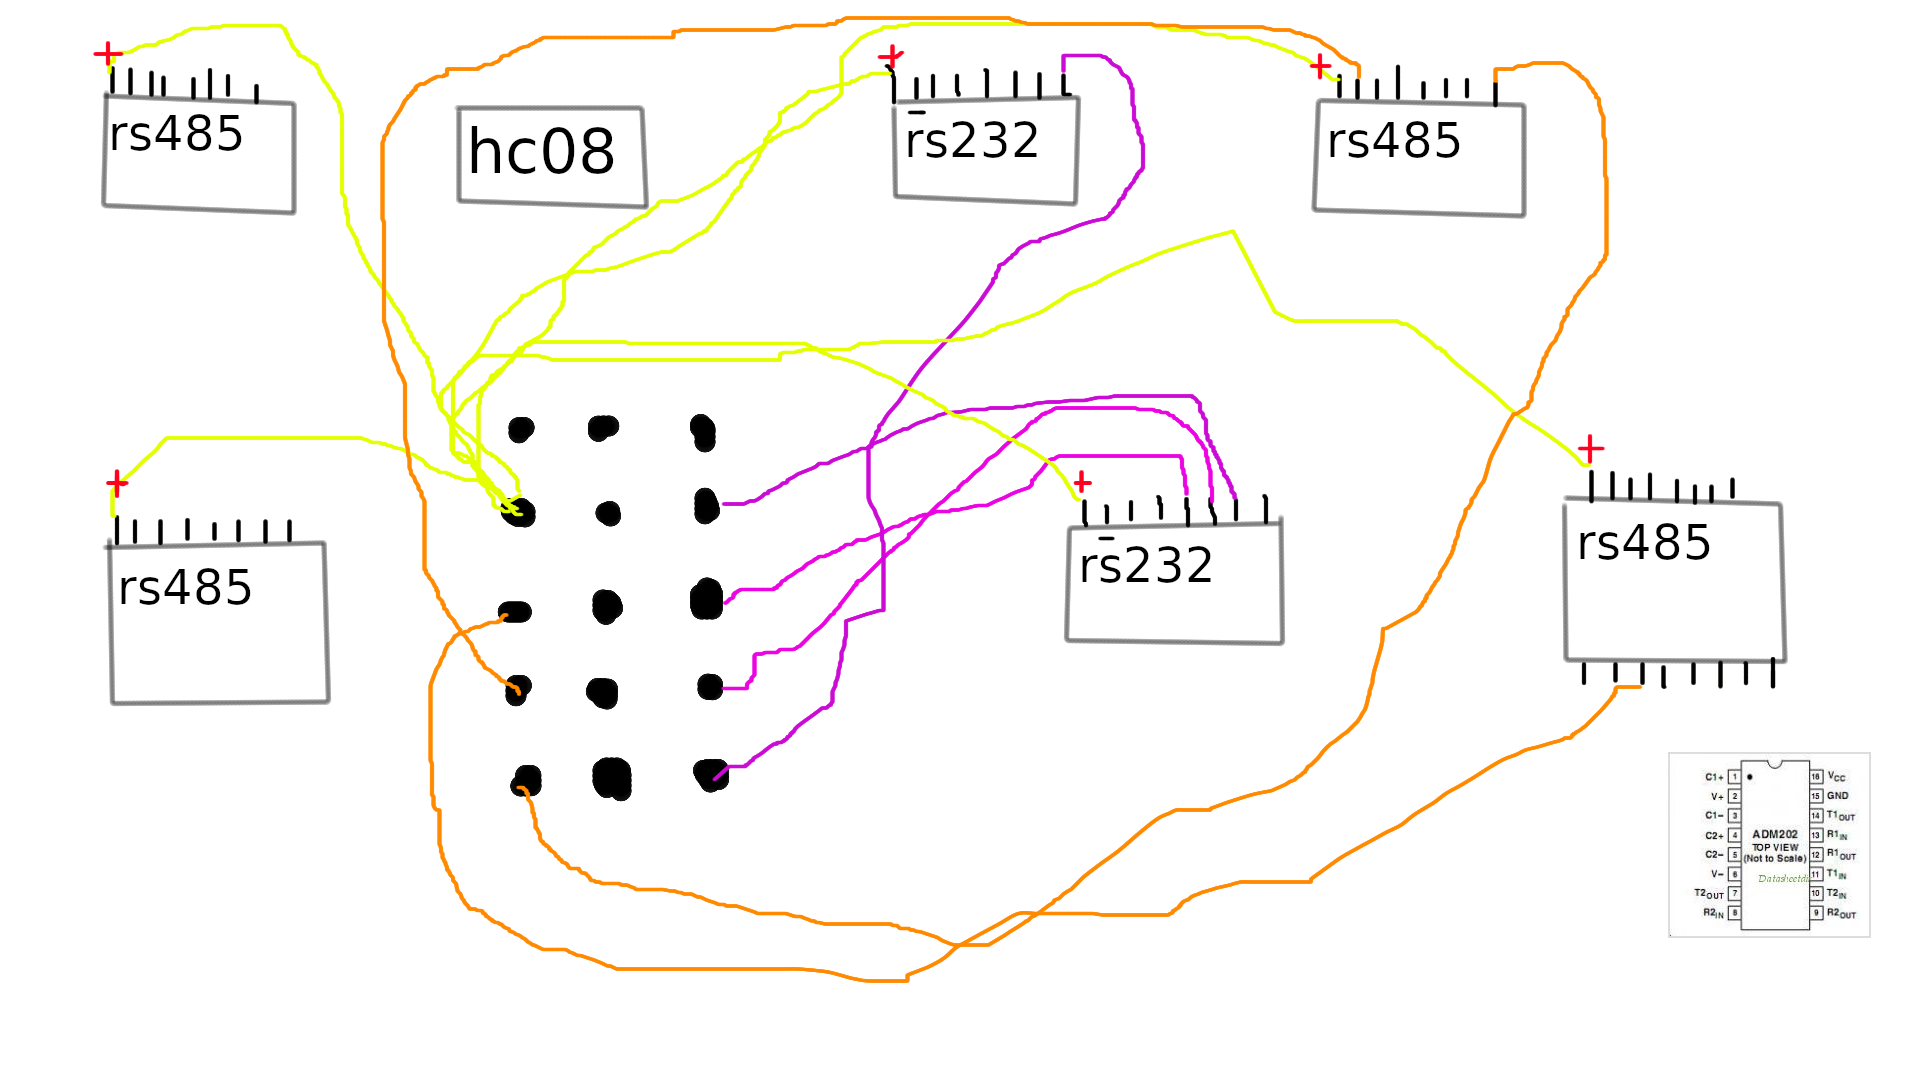 rs485
hc08
rs232
rs485
rs485
rs232
rs485
C1+ 1 16 VCC
V+ 2 15 GND
C1− 3 14 T1OUT
C2+ 4 ADM202 13 R1IN
TOP VIEW
C2− 5 (Not to Scale) 12 R1OUT
V− 6 11 T1IN
T2OUT 7 10 T2IN
R2IN 8 9 R2OUT